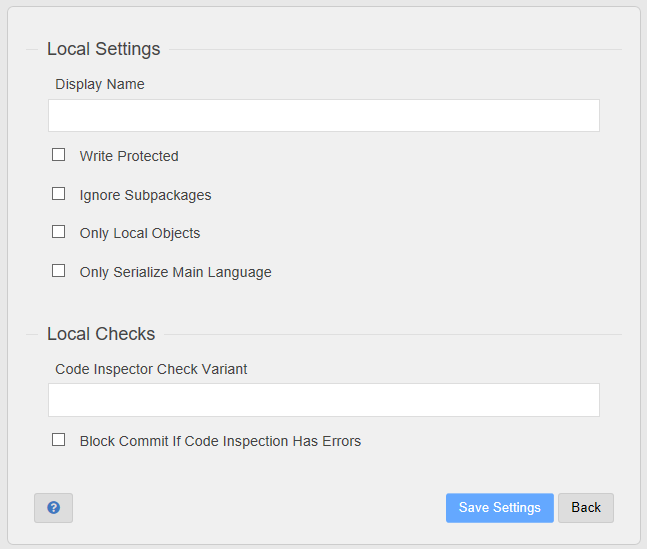 Local Settings
Display Name
Write Protected
Ignore Subpackages
Only Local Objects
Only Serialize Main Language
Local Checks
Code Inspector Check Variant
Block Commit If Code Inspection Has Errors
? Save Settings Back